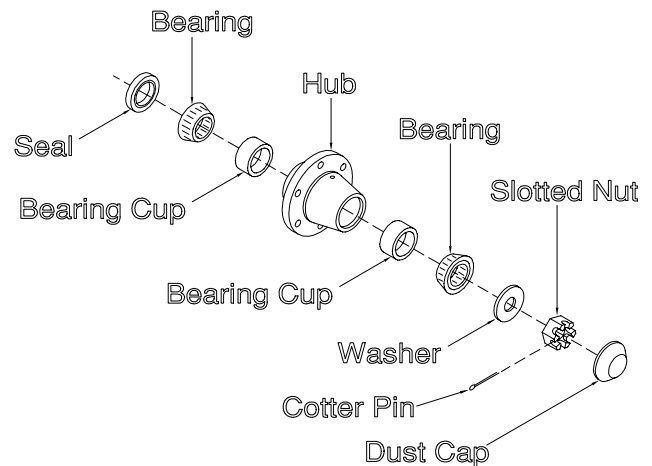 Bearing
Hub
Bearing
Seal
Slotted Nut
Bearing Cup
Bearing Cup
Washer
Cotter Pin
Dust Cap